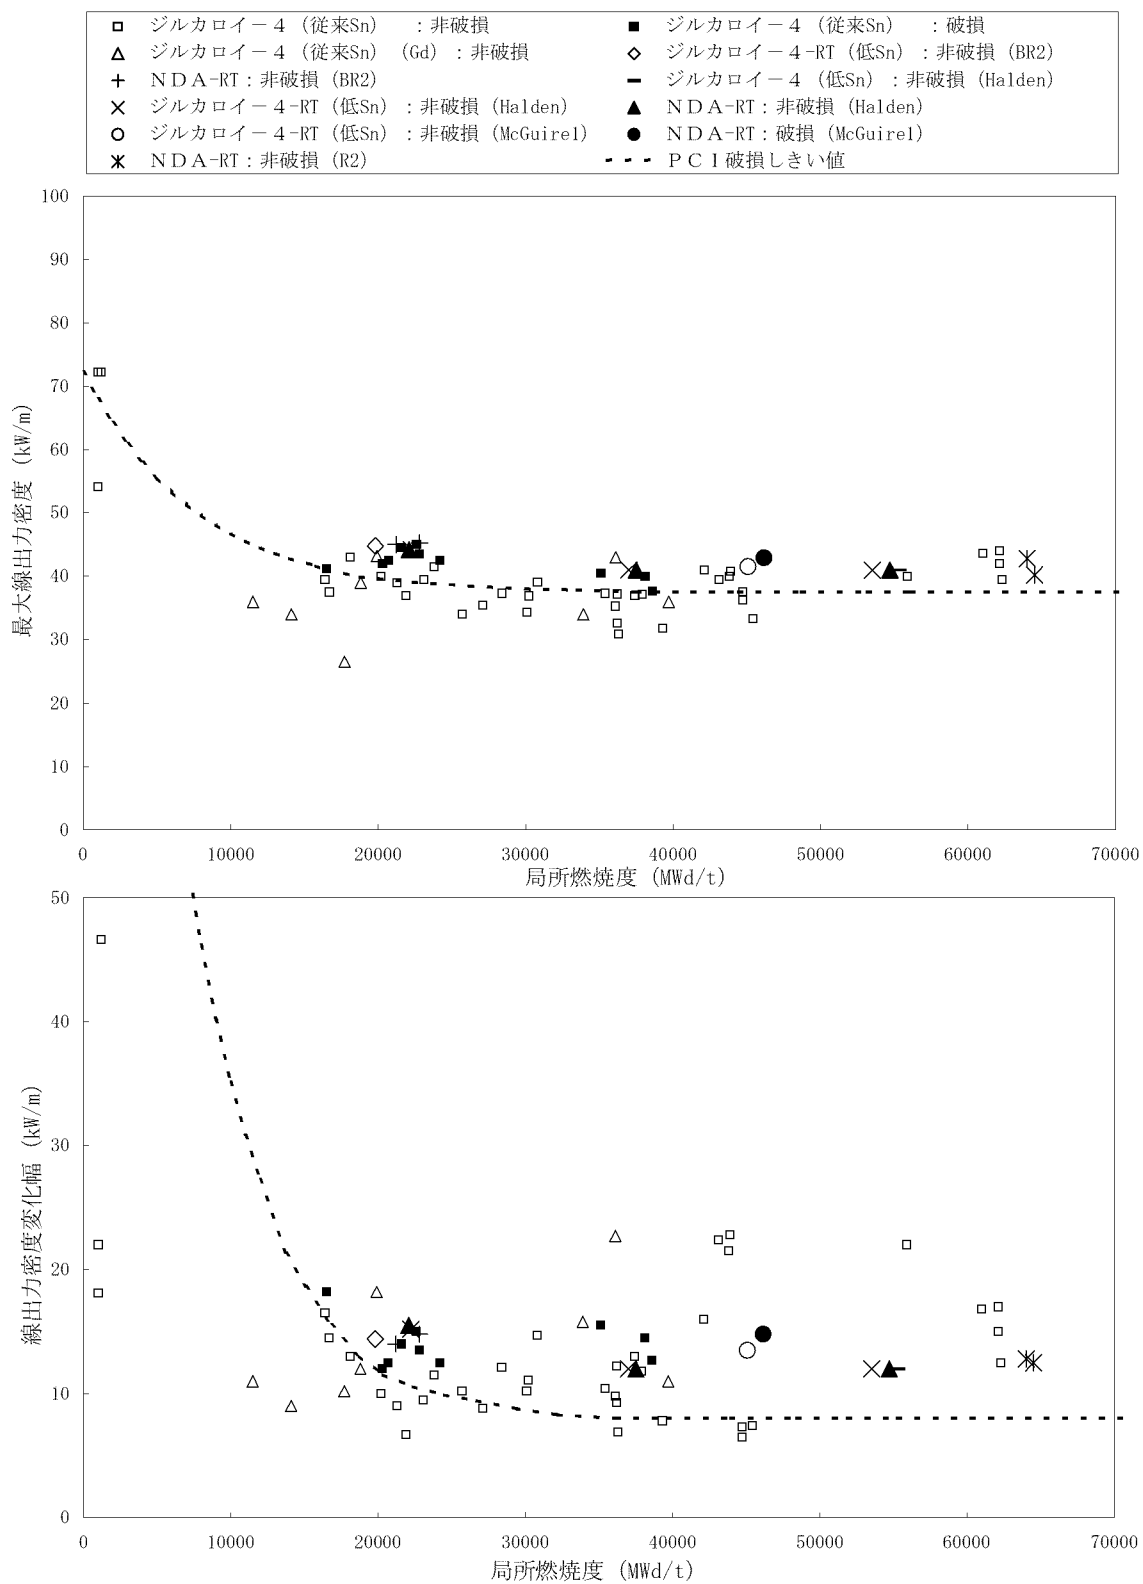 ジルカロイ－４ (従来Sn) ：非破損 ジルカロイ－４ (従来Sn) ：破損
ジルカロイ－４ (従来Sn) (Gd)：非破損 ジルカロイ－４-RT (低Sn)：非破損 (BR2)
ＮＤＡ-RT：非破損 (BR2) ジルカロイ－４ (低Sn)：非破損 (Halden)
ジルカロイ－４-RT (低Sn)：非破損 (Halden) ＮＤＡ-RT：非破損 (Halden)
ジルカロイ－４-RT (低Sn)：非破損 (McGuire1) ＮＤＡ-RT：破損 (McGuire1)
ＮＤＡ-RT：非破損 (R2) ＰＣＩ破損しきい値
最大線出力密度 (kW/m)
100
90
80
70
60
50
40
30
20
10
0
0 10000 20000 30000 40000 50000 60000 70000
局所燃焼度 (MWd/t)
線出力密度変化幅 (kW/m)
50
40
30
20
10
0
0 10000 20000 30000 40000 50000 60000 70000
局所燃焼度 (MWd/t)